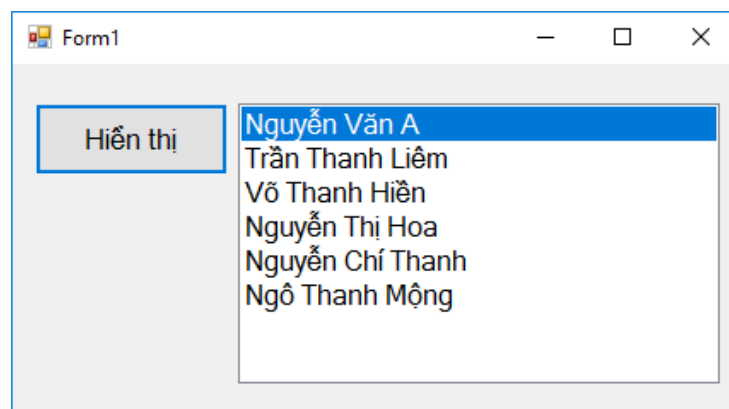 Form1
Hiển thị
Nguyễn Văn A
Trần Thanh Liêm
Võ Thanh Hiền
Nguyễn Thị Hoa
Nguyễn Chí Thanh
Ngô Thanh Mộng